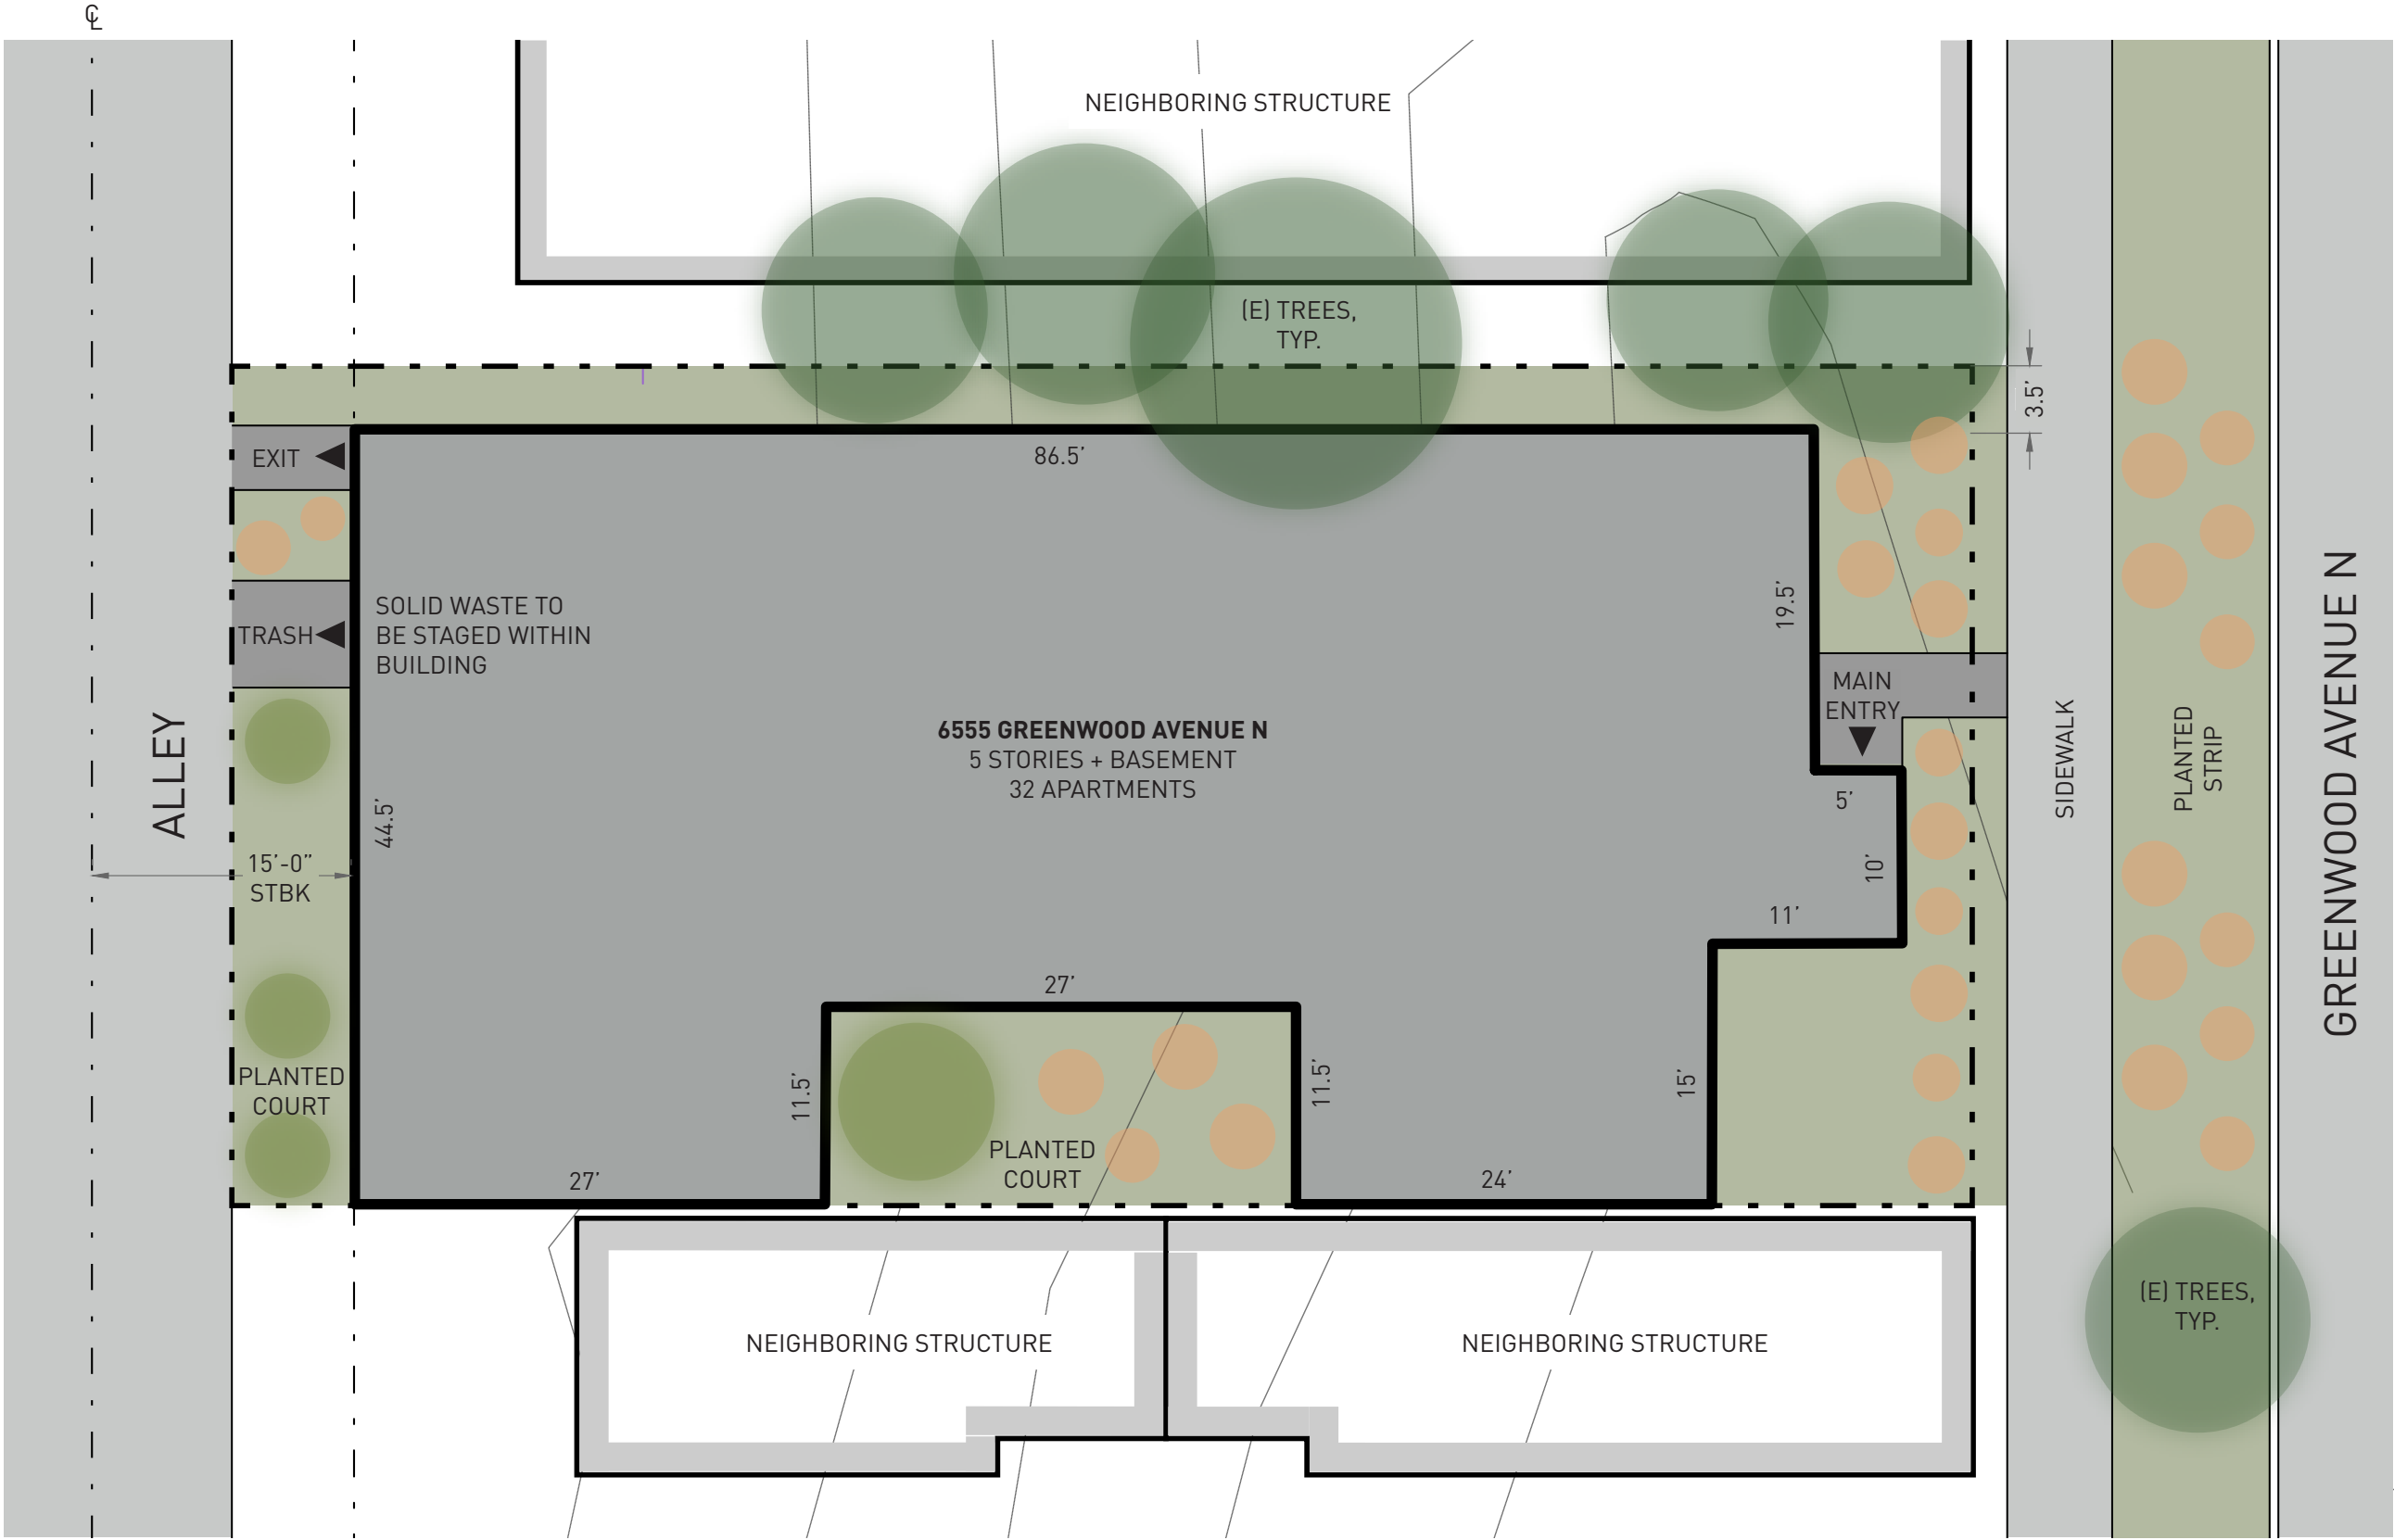 ℄
NEIGHBORING STRUCTURE
(E) TREES,
TYP.
3.5’
EXIT
86.5’
TRASH
SOLID WASTE TO
BE STAGED WITHIN
BUILDING
19.5’
MAIN
ENTRY
6555 GREENWOOD AVENUE N
5 STORIES + BASEMENT
32 APARTMENTS
ALLEY
44.5’
5’
10’
SIDEWALK
PLANTED
STRIP
GREENWOOD AVENUE N
15’-0”
STBK
11’
27’
PLANTED
COURT
11.5’
11.5’
15’
PLANTED
COURT
27’
24’
(E) TREES,
TYP.
NEIGHBORING STRUCTURE
NEIGHBORING STRUCTURE